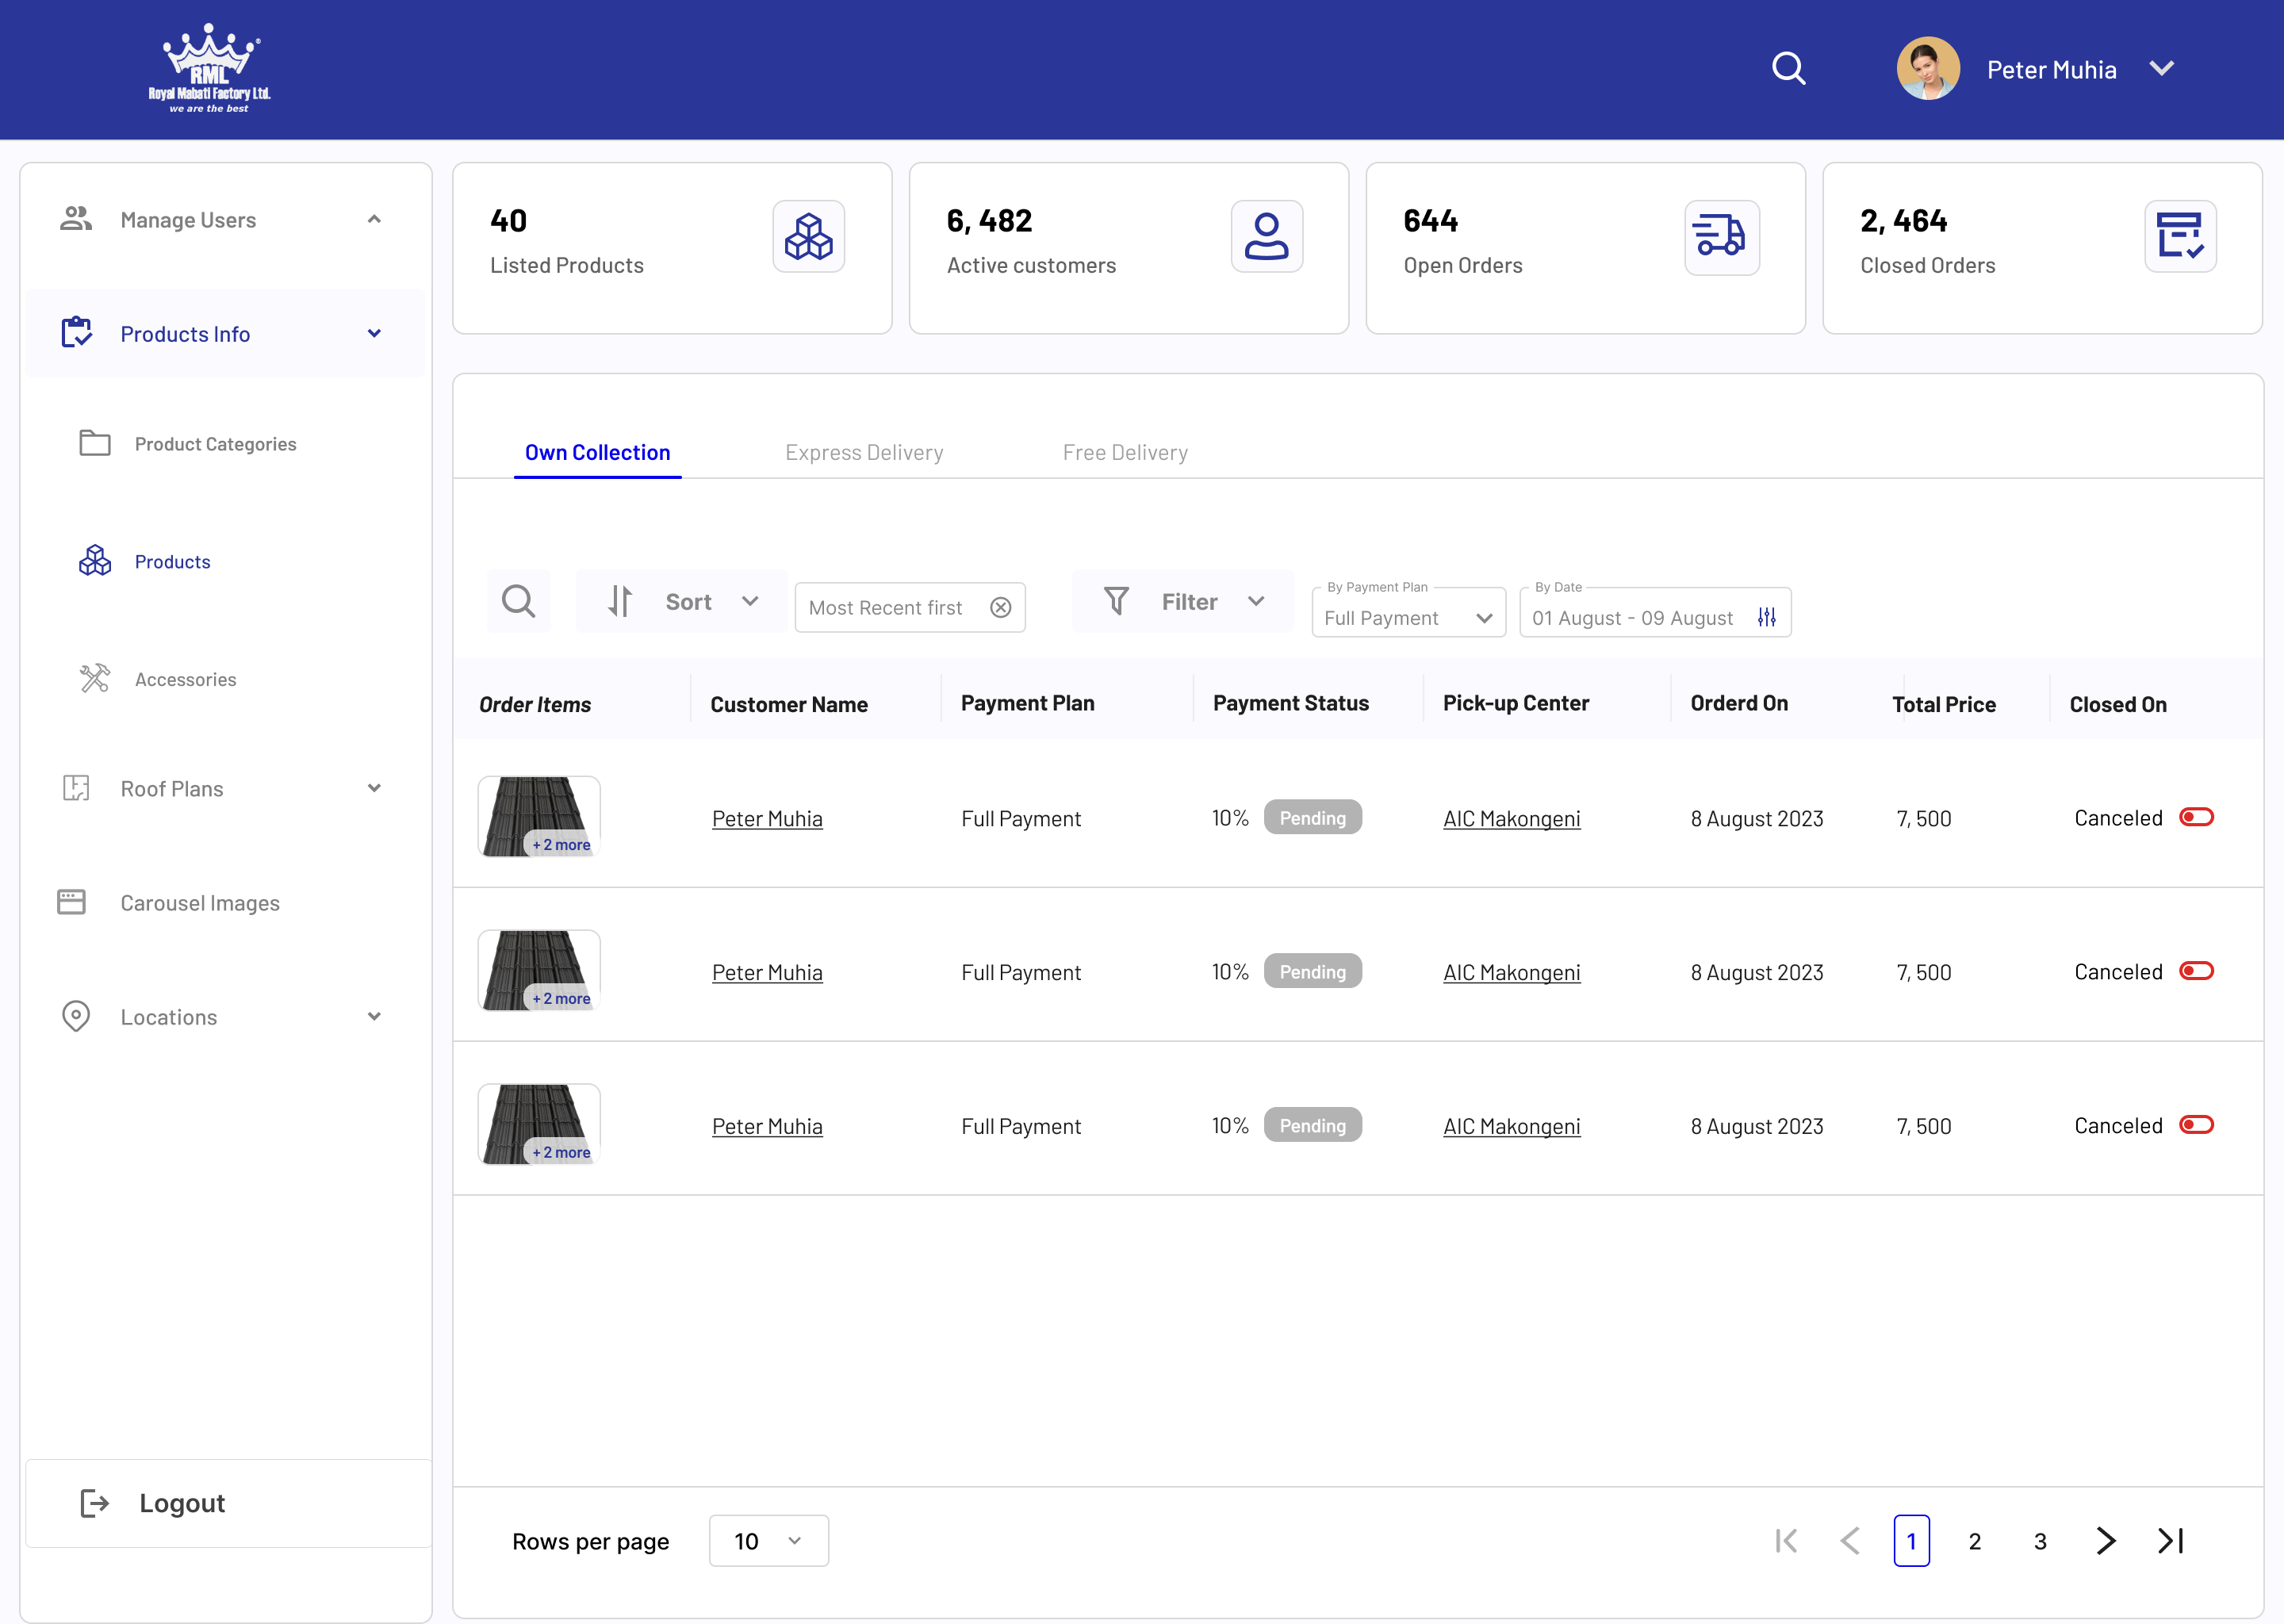 RML
Royal Mabati Factory Ltd.
we are the best
Peter Muhia
Manage Users
Products Info
Product Categories
Products
Accessories
Roof Plans
Carousel Images
Locations
Logout
40
Listed Products
6, 482
Active customers
644
Open Orders
2, 464
Closed Orders
Own Collection Express Delivery Free Delivery
Sort
Most Recent first
Filter
By Payment Plan
Full Payment
By Date
01 August - 09 August
Order Items Customer Name Payment Plan Payment Status Pick-up Center Orderd On Total Price Closed On
+ 2 more Peter Muhia Full Payment 10% Pending AIC Makongeni 8 August 2023 7, 500 Canceled
+ 2 more Peter Muhia Full Payment 10% Pending AIC Makongeni 8 August 2023 7, 500 Canceled
+ 2 more Peter Muhia Full Payment 10% Pending AIC Makongeni 8 August 2023 7, 500 Canceled
Rows per page 10 1 2 3